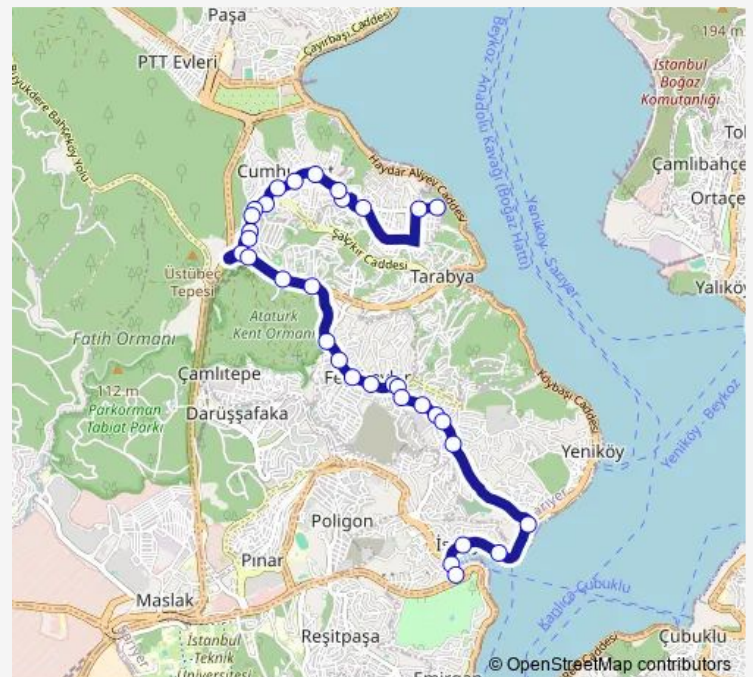 Paşa
Çayırbaşı Caddesi
PTT Evleri
194 m
İstanbul
Boğaz
Komutanlığı
Büyükdere Bahçeköy Yolu
Beykoz - Anadolu Kavağı (Boğaz Hattı)
Haydar Aliyev Caddesi
Çamlıbahçe
Ortaçe
Yeniköy - Sarıyer
Şalcıkır Caddesi
Üstübeç
Tepesi
Tarabya
Yalıköy
Atatürk
Kent Ormanı
Fatih Ormanı
Çamlıtepe
112 m
Parkorman
Tabiat Parkı
Darüşşafaka
Köybaşı Caddesi
Yeniköy - Beykoz
Yeniköy
Poligon
Pınar
Kanlıca-Çubuklu
Maslak
Reşitpaşa
İstanbul
Teknik
Üniversitesi
Çubuklu
Emirgan
© OpenStreetMap contributors